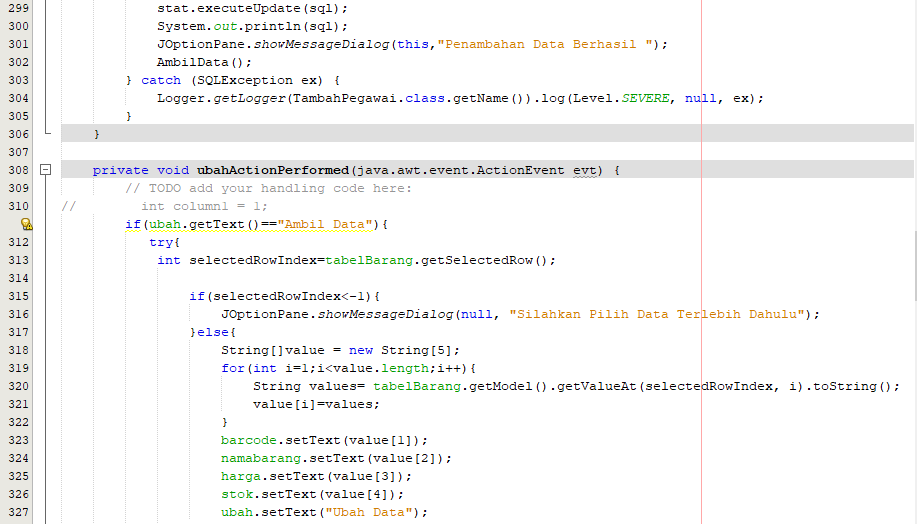 299 stat.executeUpdate(sql);
300 System.out.println(sql);
301 JOptionPane.showMessageDialog(this,"Penambahan Data Berhasil ");
302 AmbilData();
303 } catch (SQLException ex) {
304 Logger.getLogger(TambahPegawai.class.getName()).log(Level.SEVERE, null, ex);
305 }
306 }
307
308 private void ubahActionPerformed(java.awt.event.ActionEvent evt) {
309 // TODO add your handling code here:
310 // int column1 = 1;
if(ubah.getText()=="Ambil Data"){
312 try{
313 int selectedRowIndex=tabelBarang.getSelectedRow();
314
315 if(selectedRowIndex<-1){
316 JOptionPane.showMessageDialog(null, "Silahkan Pilih Data Terlebih Dahulu");
317 }else{
318 String[]value = new String[5];
319 for(int i=1;i<value.length;i++){
320 String values= tabelBarang.getModel().getValueAt(selectedRowIndex, i).toString();
321 value[i]=values;
322 }
323 barcode.setText(value[1]);
324 namabarang.setText(value[2]);
325 harga.setText(value[3]);
326 stok.setText(value[4]);
327 ubah.setText("Ubah Data");